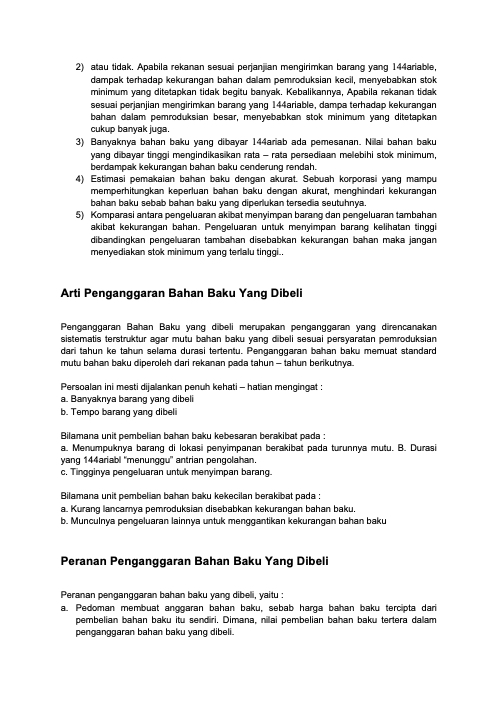 2) atau tidak. Apabila rekanan sesuai perjanjian mengirimkan barang yang 144ariable,
dampak terhadap kekurangan bahan dalam pemroduksian kecil, menyebabkan stok
minimum yang ditetapkan tidak begitu banyak. Kebalikannya, Apabila rekanan tidak
sesuai perjanjian mengirimkan barang yang 144ariable, dampa terhadap kekurangan
bahan dalam pemroduksian besar, menyebabkan stok minimum yang ditetapkan
cukup banyak juga.
3) Banyaknya bahan baku yang dibayar 144ariab ada pemesanan. Nilai bahan baku
yang dibayar tinggi mengindikasikan rata – rata persediaan melebihi stok minimum,
berdampak kekurangan bahan baku cenderung rendah.
4) Estimasi pemakaian bahan baku dengan akurat. Sebuah korporasi yang mampu
memperhitungkan keperluan bahan baku dengan akurat, menghindari kekurangan
bahan baku sebab bahan baku yang diperlukan tersedia seutuhnya.
5) Komparasi antara pengeluaran akibat menyimpan barang dan pengeluaran tambahan
akibat kekurangan bahan. Pengeluaran untuk menyimpan barang kelihatan tinggi
dibandingkan pengeluaran tambahan disebabkan kekurangan bahan maka jangan
menyediakan stok minimum yang terlalu tinggi..
Arti Penganggaran Bahan Baku Yang Dibeli
Penganggaran Bahan Baku yang dibeli merupakan penganggaran yang direncanakan
sistematis terstruktur agar mutu bahan baku yang dibeli sesuai persyaratan pemroduksian
dari tahun ke tahun selama durasi tertentu. Penganggaran bahan baku memuat standard
mutu bahan baku diperoleh dari rekanan pada tahun – tahun berikutnya.
Persoalan ini mesti dijalankan penuh kehati – hatian mengingat :
a. Banyaknya barang yang dibeli
b. Tempo barang yang dibeli
Bilamana unit pembelian bahan baku kebesaran berakibat pada :
a. Menumpuknya barang di lokasi penyimpanan berakibat pada turunnya mutu. B. Durasi
yang 144ariabl “menunggu” antrian pengolahan.
c. Tingginya pengeluaran untuk menyimpan barang.
Bilamana unit pembelian bahan baku kekecilan berakibat pada :
a. Kurang lancarnya pemroduksian disebabkan kekurangan bahan baku.
b. Munculnya pengeluaran lainnya untuk menggantikan kekurangan bahan baku
Peranan Penganggaran Bahan Baku Yang Dibeli
Peranan penganggaran bahan baku yang dibeli, yaitu :
a. Pedoman membuat anggaran bahan baku, sebab harga bahan baku tercipta dari
pembelian bahan baku itu sendiri. Dimana, nilai pembelian bahan baku tertera dalam
penganggaran bahan baku yang dibeli.